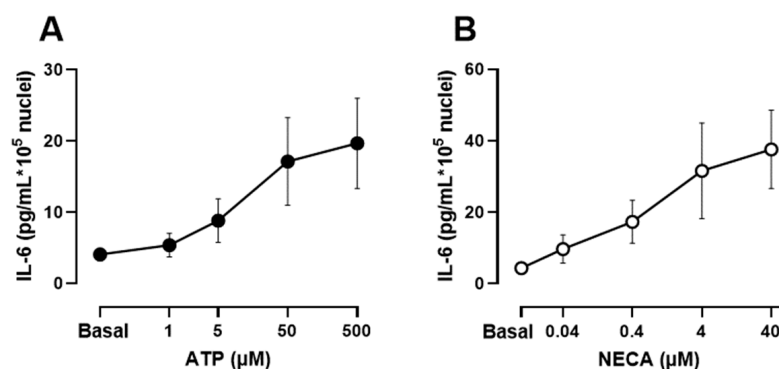 A
IL-6 (pg/mL*10⁵ nuclei)
30
20
10
0
Basal 1 5 50 500
ATP (µM)
B
IL-6 (pg/mL*10⁵ nuclei)
60
40
20
0
Basal 0.04 0.4 4 40
NECA (µM)